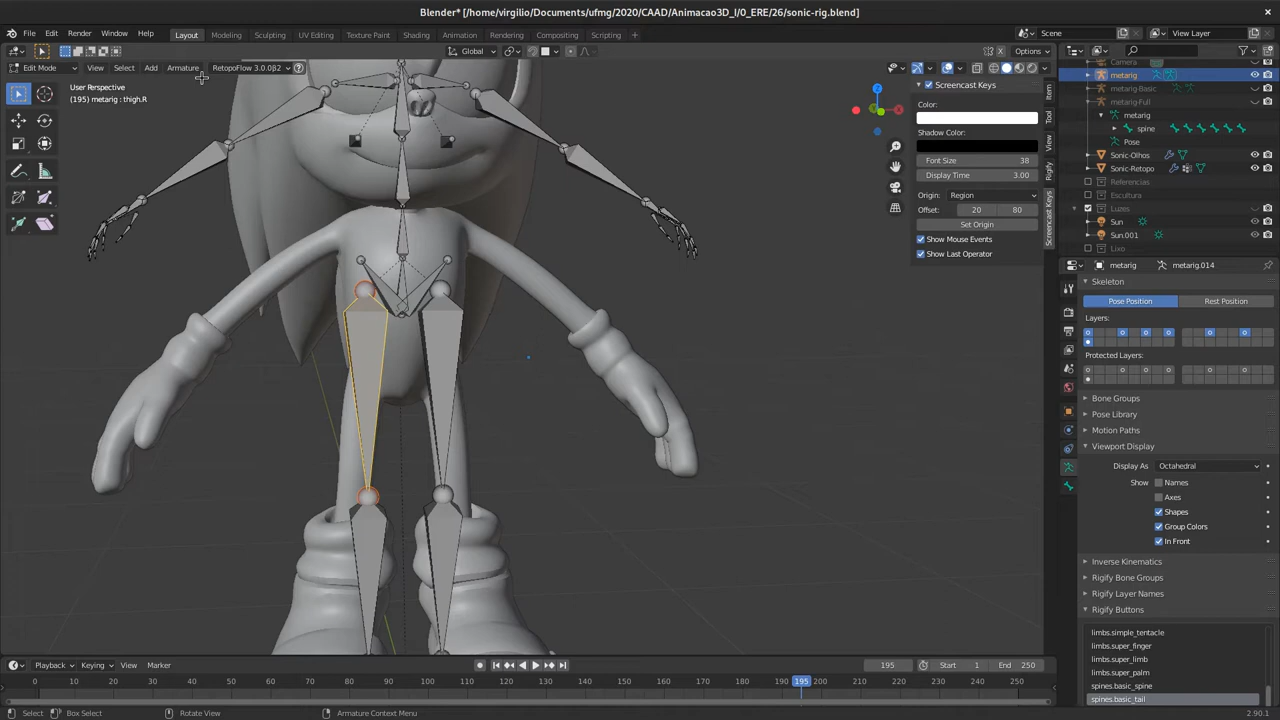 Blender* [/home/virgilio/Documents/ufmg/2020/CAAD/Animacao3D_I/0_ERE/26/sonic-rig.blend]
File Edit Render Window Help Layout Modeling Sculpting UV Editing Texture Paint Shading Animation Rendering Compositing Scripting + Scene View Layer
Global Options
Edit Mode View Select Add Armature RetopoFlow 3.0.0β2
User Perspective
(195) metarig : thigh.R
Screencast Keys
Color:
Shadow Color:
Font Size 38
Display Time 3.00
Origin: Region
Offset: 20 80
Set Origin
Show Mouse Events
Show Last Operator
Item
Tool
View
Rigify
Screencast Keys
Z
Camera
metarig
metarig-Basic
metarig-Full
metarig
spine
Pose
Sonic-Olhos
Sonic-Retopo
Referencias
Escultura
Luzes
Sun
Sun.001
Lixo
metarig metarig.014
Skeleton
Pose Position Rest Position
Layers:
Protected Layers:
Bone Groups
Pose Library
Motion Paths
Viewport Display
Display As Octahedral
Show Names
Axes
Shapes
Group Colors
In Front
Inverse Kinematics
Rigify Bone Groups
Rigify Layer Names
Rigify Buttons
limbs.simple_tentacle
limbs.super_finger
limbs.super_limb
limbs.super_palm
spines.basic_spine
spines.basic_tail
Playback Keying View Marker 195 Start 1 End 250
0 10 20 30 40 50 60 70 80 90 100 110 120 130 140 150 160 170 180 195 200 210 220 230 240 250
Select Box Select Rotate View Armature Context Menu 2.90.1